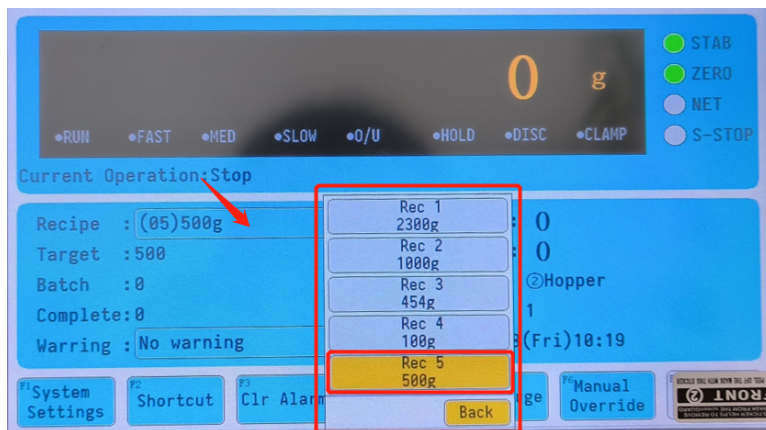 0 g
STAB
ZERO
NET
S-STOP
●RUN ●FAST ●MED ●SLOW ●O/U ●HOLD ●DISC ●CLAMP
Current Operation:Stop
Recipe :(05)500g
Target :500
Batch :0
Complete:0
Warring :No warning
Rec 1
2300g
Rec 2
1000g
Rec 3
454g
Rec 4
100g
Rec 5
500g
Back
: 0
: 0
②Hopper
1
(Fri)10:19
F1 System Settings
F2 Shortcut
F3 Clr Alarm
nge
F6 Manual Override
FRONT ②